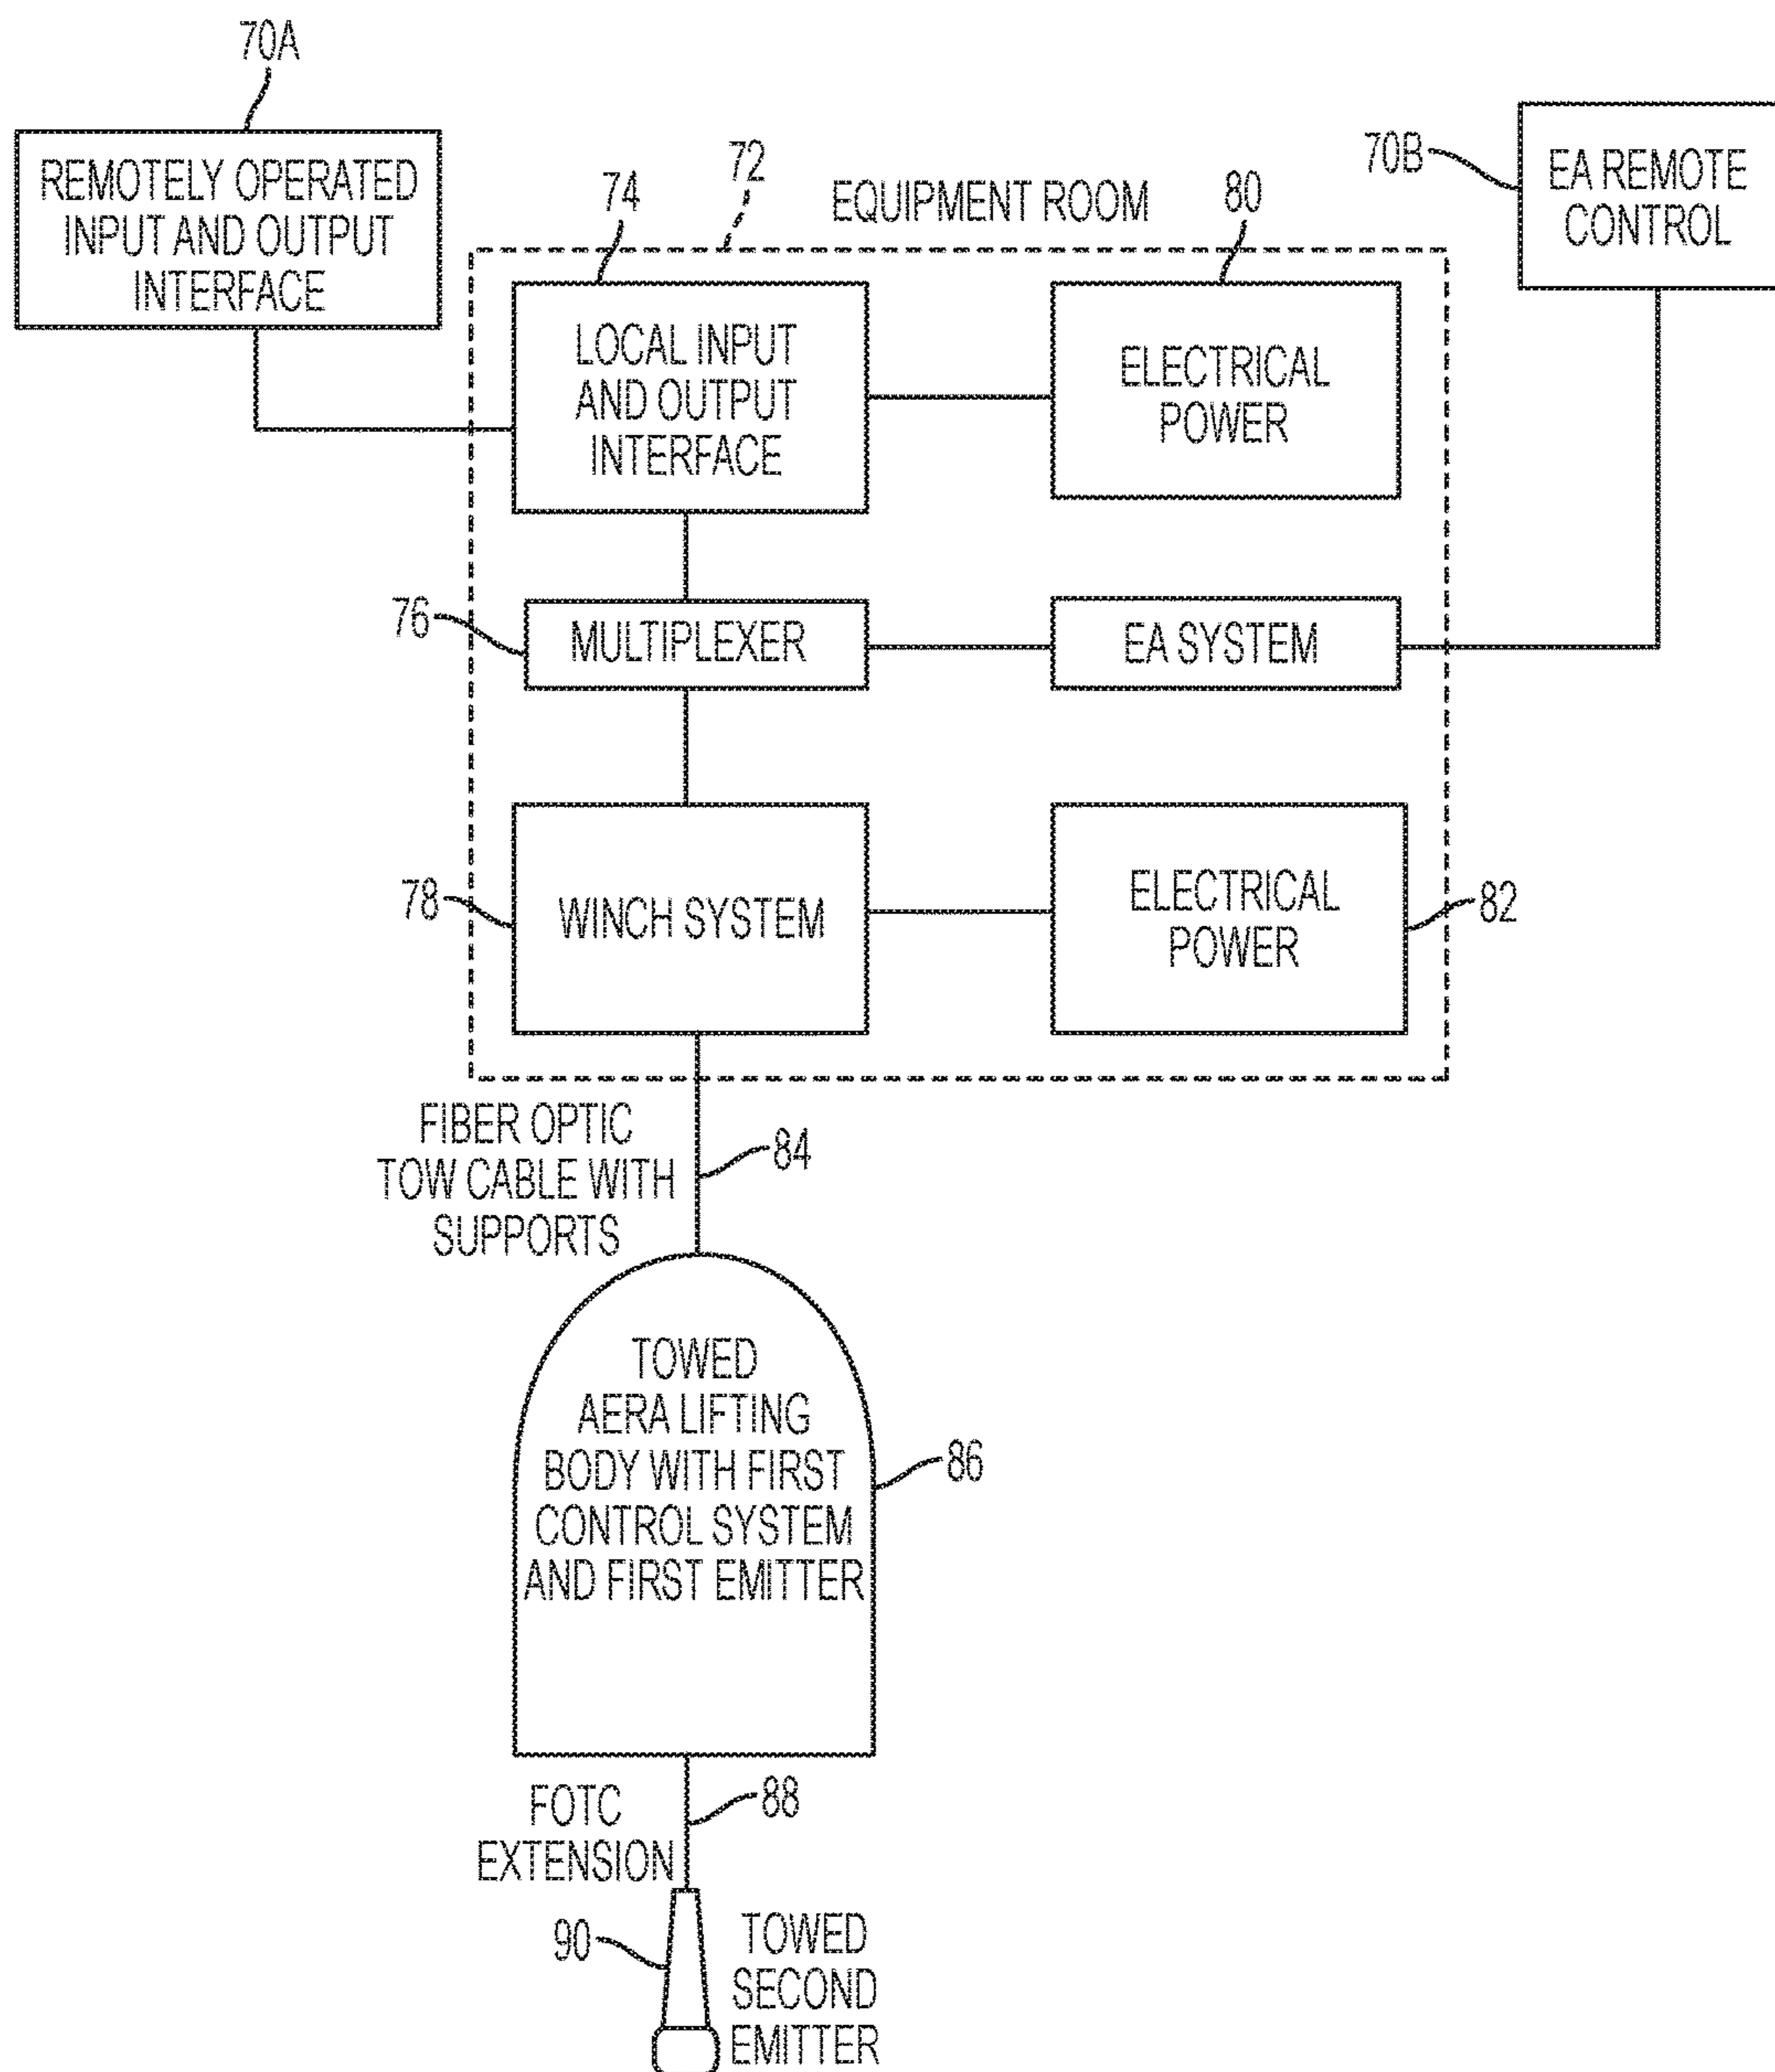 70A
REMOTELY OPERATED
INPUT AND OUTPUT
INTERFACE
72
EQUIPMENT ROOM
70B
EA REMOTE
CONTROL
74
LOCAL INPUT
AND OUTPUT
INTERFACE
80
ELECTRICAL
POWER
76
MULTIPLEXER
EA SYSTEM
78
WINCH SYSTEM
ELECTRICAL
POWER
82
FIBER OPTIC
TOW CABLE WITH
SUPPORTS
84
TOWED
AERA LIFTING
BODY WITH FIRST
CONTROL SYSTEM
AND FIRST EMITTER
86
FOTC
EXTENSION
88
90
TOWED
SECOND
EMITTER